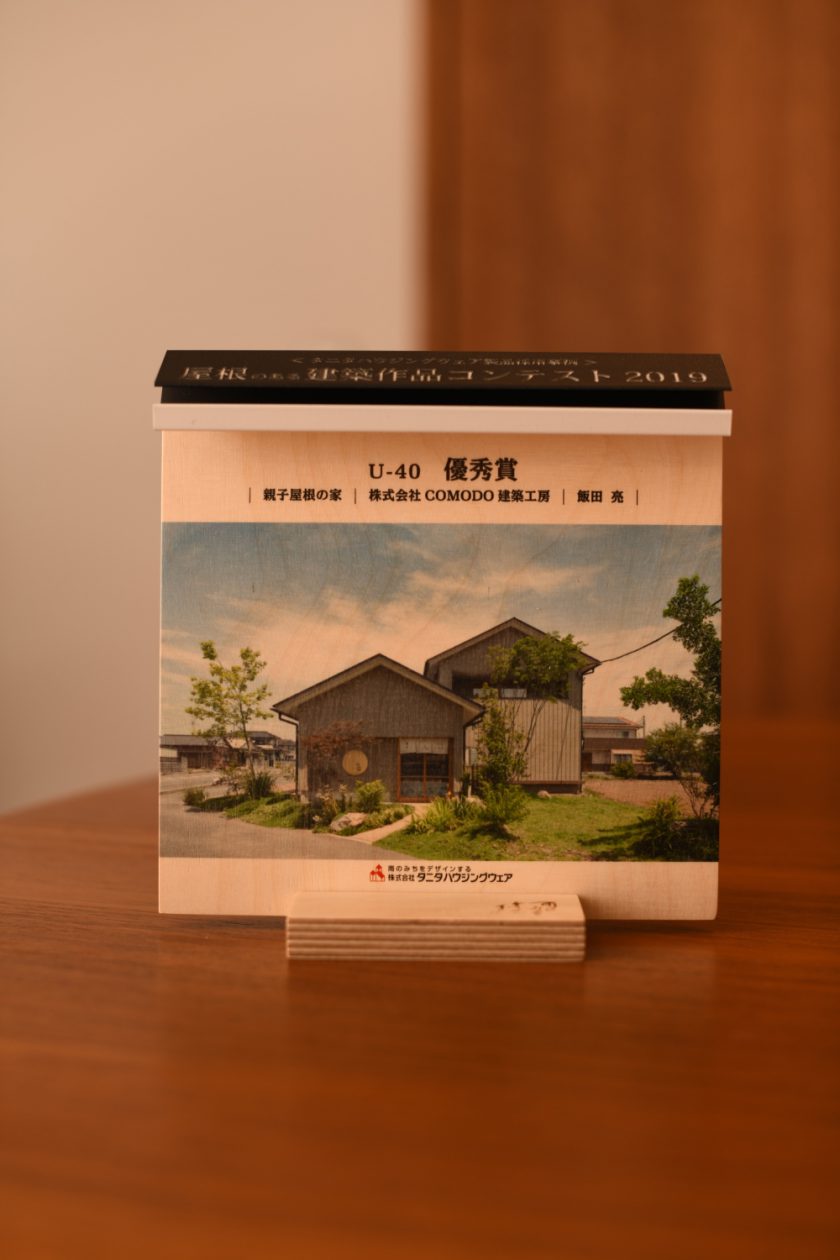 < タニタハウジングウェア製品採用事例 >
屋根のある建築作品コンテスト 2019
U-40 優秀賞
| 親子屋根の家 | 株式会社 COMODO 建築工房 | 飯田 亮 |
雨のみちをデザインする
株式会社 タニタハウジングウェア